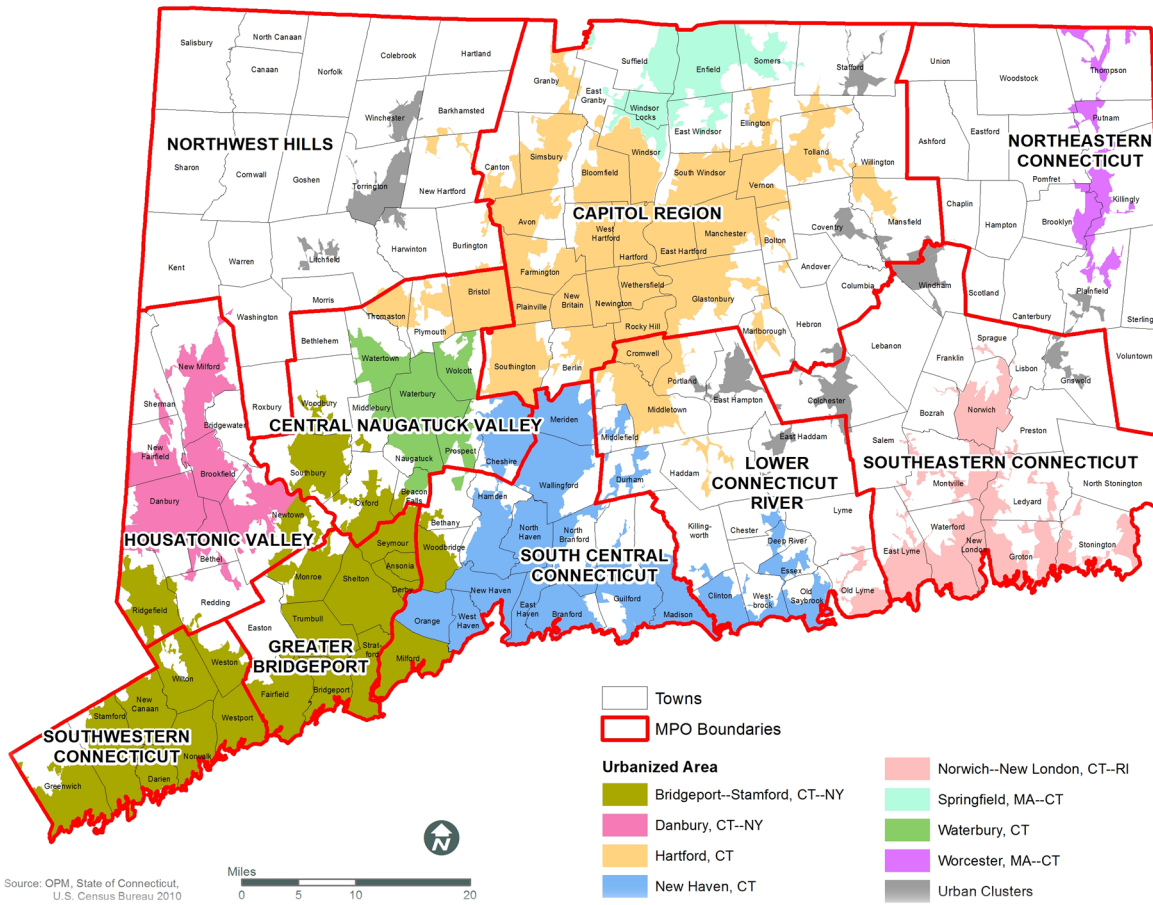 Salisbury
North Canaan
Canaan
Norfolk
Colebrook
Hartland
Winchester
Barkhamsted
NORTHWEST HILLS
Sharon
Cornwall
Goshen
Torrington
New Hartford
Kent
Warren
Litchfield
Harwinton
Burlington
Morris
Washington
Suffield
Enfield
Somers
Stafford
Granby
East
Granby
Windsor
Locks
East Windsor
Ellington
Tolland
Willington
Canton
Simsbury
Bloomfield
Windsor
South Windsor
Vernon
CAPITOL REGION
Avon
West
Hartford
Hartford
East Hartford
Manchester
Bolton
Coventry
Mansfield
Farmington
Wethersfield
Glastonbury
Andover
Columbia
Plainville
New
Britain
Newington
Rocky Hill
Marlborough
Hebron
Southington
Berlin
Union
Woodstock
Thompson
Putnam
Ashford
Eastford
NORTHEASTERN
CONNECTICUT
Pomfret
Chaplin
Hampton
Brooklyn
Killingly
Windham
Scotland
Canterbury
Plainfield
Sterling
Thomaston
Plymouth
Bristol
Bethlehem
Watertown
Wolcott
Woodbury
Middlebury
Waterbury
CENTRAL NAUGATUCK VALLEY
Southbury
Naugatuck
Prospect
Cheshire
Oxford
Beacon
Falls
New Milford
Sherman
Roxbury
Bridgewater
New
Fairfield
Brookfield
Danbury
Newtown
HOUSATONIC VALLEY
Bethel
Redding
Ridgefield
Cromwell
Portland
East Hampton
Middletown
Middlefield
Durham
Haddam
East Haddam
LOWER
CONNECTICUT
RIVER
Killing-
worth
Chester
Deep River
Lyme
Essex
Clinton
West-
brook
Old
Saybrook
Old Lyme
Lebanon
Franklin
Sprague
Lisbon
Griswold
Voluntown
Colchester
Bozrah
Norwich
Preston
Salem
SOUTHEASTERN CONNECTICUT
Montville
Ledyard
North Stonington
Waterford
East Lyme
New
London
Groton
Stonington
Meriden
Wallingford
Hamden
Bethany
Woodbridge
North
Haven
North
Branford
SOUTH CENTRAL
CONNECTICUT
New Haven
Orange
West
Haven
East
Haven
Branford
Guilford
Madison
Milford
Seymour
Ansonia
Derby
Monroe
Shelton
Trumbull
Easton
Strat-
ford
GREATER
BRIDGEPORT
Fairfield
Bridgeport
Weston
Wilton
New
Canaan
Stamford
Westport
SOUTHWESTERN
CONNECTICUT
Norwalk
Darien
Greenwich
Towns
MPO Boundaries
Urbanized Area
Bridgeport--Stamford, CT--NY
Danbury, CT--NY
Hartford, CT
New Haven, CT
Norwich--New London, CT--RI
Springfield, MA--CT
Waterbury, CT
Worcester, MA--CT
Urban Clusters
N
Miles
0 5 10 20
Source: OPM, State of Connecticut,
U.S. Census Bureau 2010